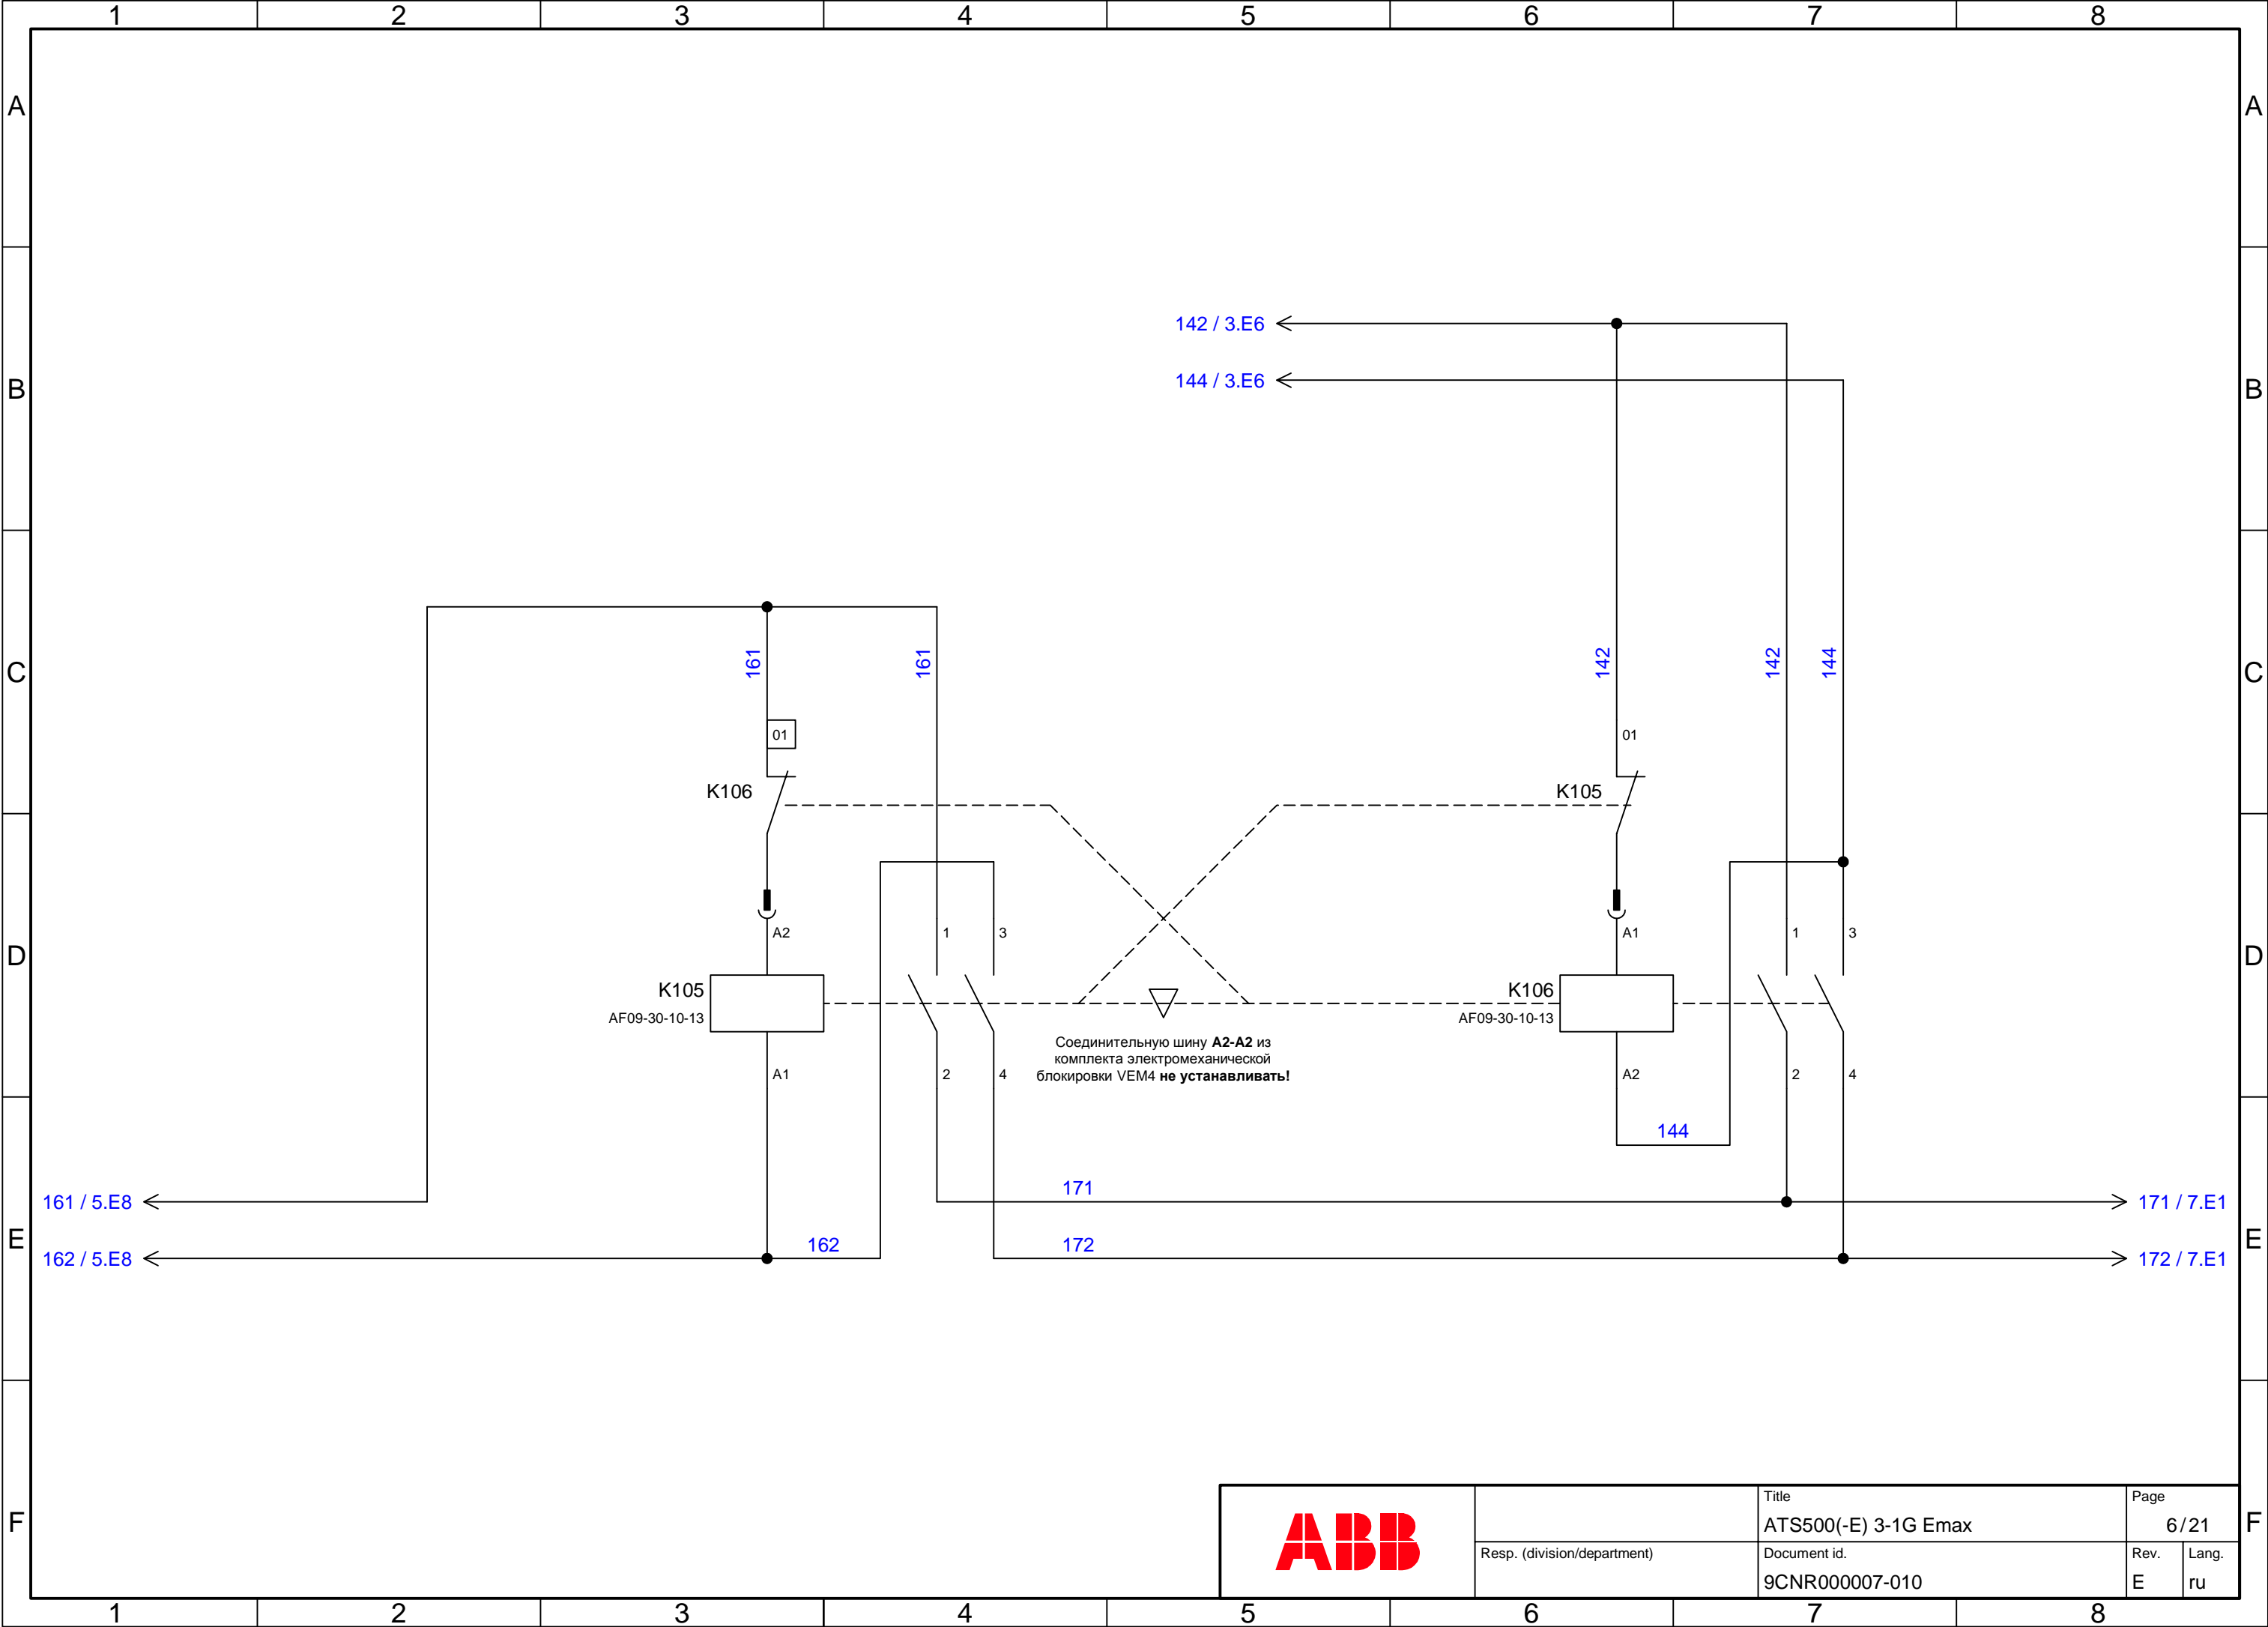 1 2 3 4 5 6 7 8
A A
142 / 3.E6
144 / 3.E6
B B
161 161 142 142 144
C C
01 01
K106 K105
A2 1 3 A1 1 3
D D
K105 K106
AF09-30-10-13 AF09-30-10-13
Соединительную шину A2-A2 из
комплекта электромеханической
блокировки VEM4 не устанавливать!
A1 2 4 A2 2 4
144
171
161 / 5.E8 171 / 7.E1
E E
162 172
162 / 5.E8 172 / 7.E1
F F
ABB
Title
ATS500(-E) 3-1G Emax
Page
6/21
Resp. (division/department)
Document id.
9CNR000007-010
Rev.
E
Lang.
ru
1 2 3 4 5 6 7 8